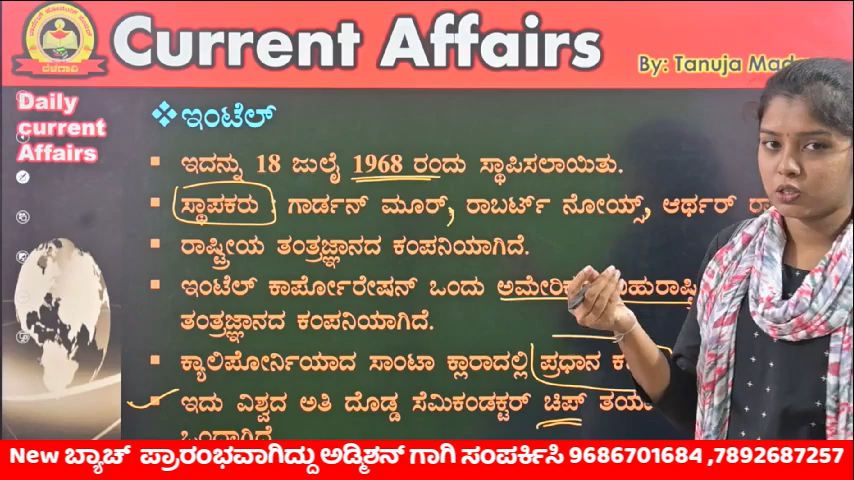 Current Affairs
ಬೆಳಗಾವಿ
By: Tanuja
Daily
current
Affairs
❖ಇಂಟೆಲ್
▪ ಇದನ್ನು 18 ಜುಲೈ 1968 ರಂದು ಸ್ಥಾಪಿಸಲಾಯಿತು.
▪ ಸ್ಥಾಪಕರು : ಗಾರ್ಡನ್ ಮೂರ್, ರಾಬರ್ಟ್ ನೋಯ್ಸ್, ಆರ್ಥರ್
▪ ರಾಷ್ಟ್ರೀಯ ತಂತ್ರಜ್ಞಾನದ ಕಂಪನಿಯಾಗಿದೆ.
▪ ಇಂಟೆಲ್ ಕಾರ್ಪೋರೇಷನ್ ಒಂದು
ತಂತ್ರಜ್ಞಾನದ ಕಂಪನಿಯಾಗಿದೆ.
▪ ಕ್ಯಾಲಿಪೋರ್ನಿಯಾದ ಸಾಂಟಾ ಕ್ಲಾರಾದಲ್ಲಿ ಪ್ರಧಾನ
▪ ಇದು ವಿಶ್ವದ ಅತಿ ದೊಡ್ಡ ಸೆಮಿಕಂಡಕ್ಟರ್ ಚಿಪ್
New ಬ್ಯಾಚ್ ಪ್ರಾರಂಭವಾಗಿದ್ದು ಅಡ್ಮಿಶನ್ ಗಾಗಿ ಸಂಪರ್ಕಿಸಿ 9686701684 ,7892687257